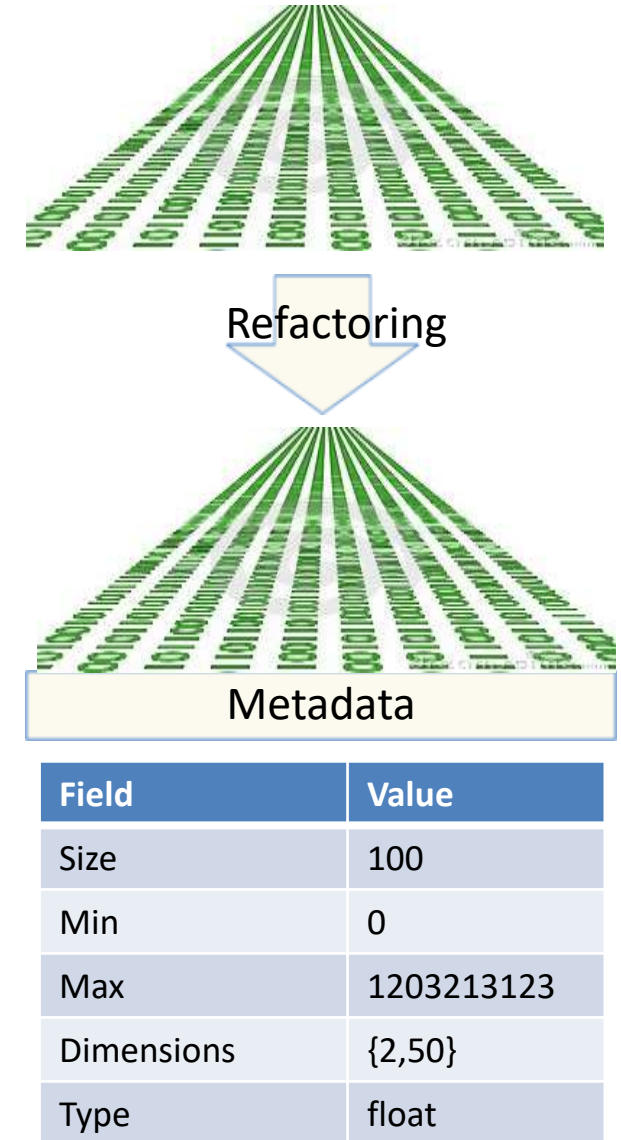 Refactoring
Metadata
Field Value
Size 100
Min 0
Max 1203213123
Dimensions {2,50}
Type float